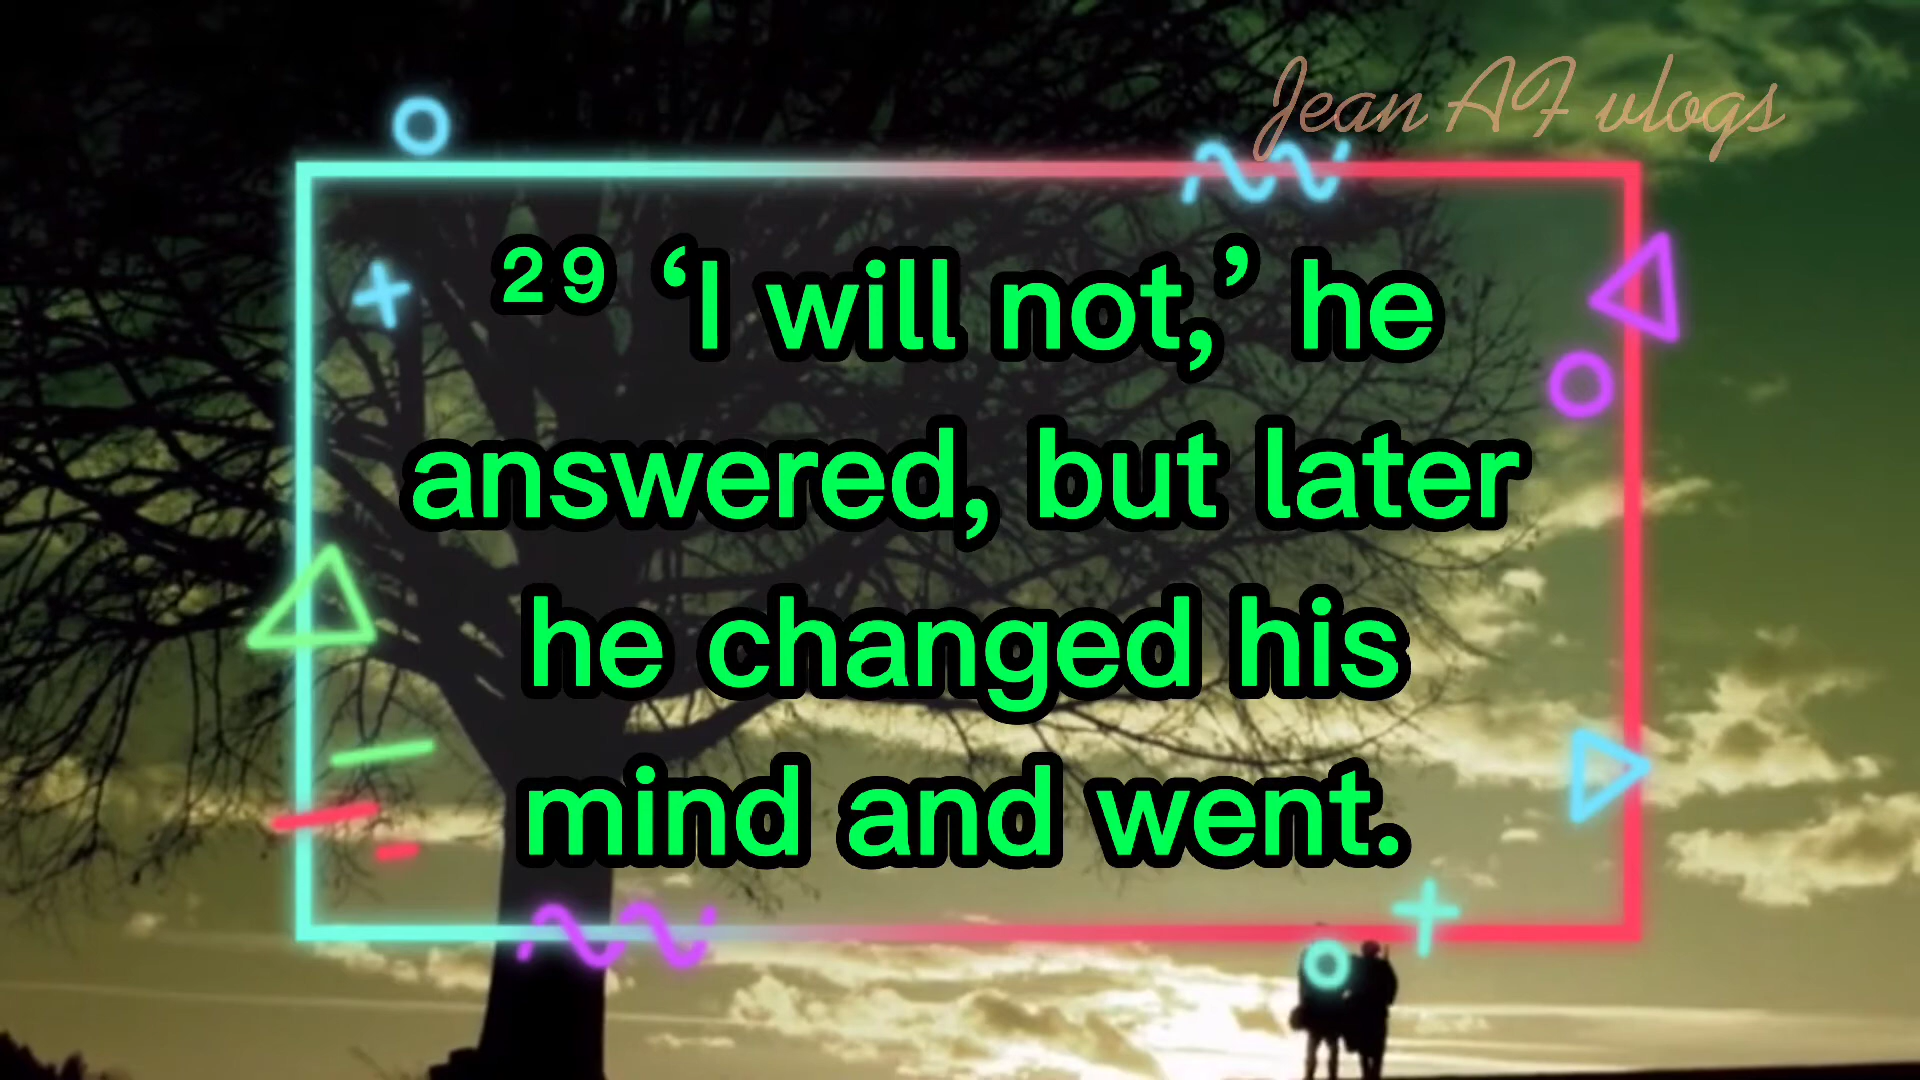 Jean AF vlogs
²⁹ ‘I will not,’ he
answered, but later
he changed his
mind and went.